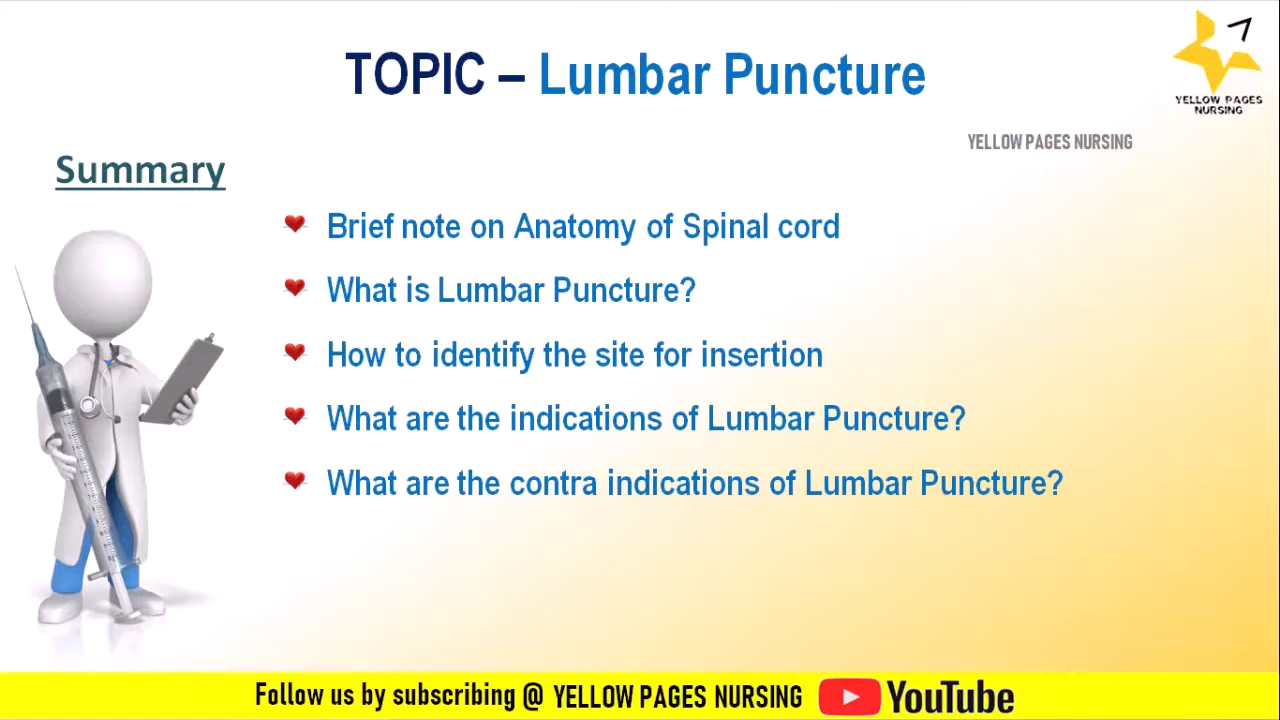 TOPIC – Lumbar Puncture
YELLOW PAGES
NURSING
YELLOW PAGES NURSING
Summary
Brief note on Anatomy of Spinal cord
What is Lumbar Puncture?
How to identify the site for insertion
What are the indications of Lumbar Puncture?
What are the contra indications of Lumbar Puncture?
Follow us by subscribing @ YELLOW PAGES NURSING YouTube